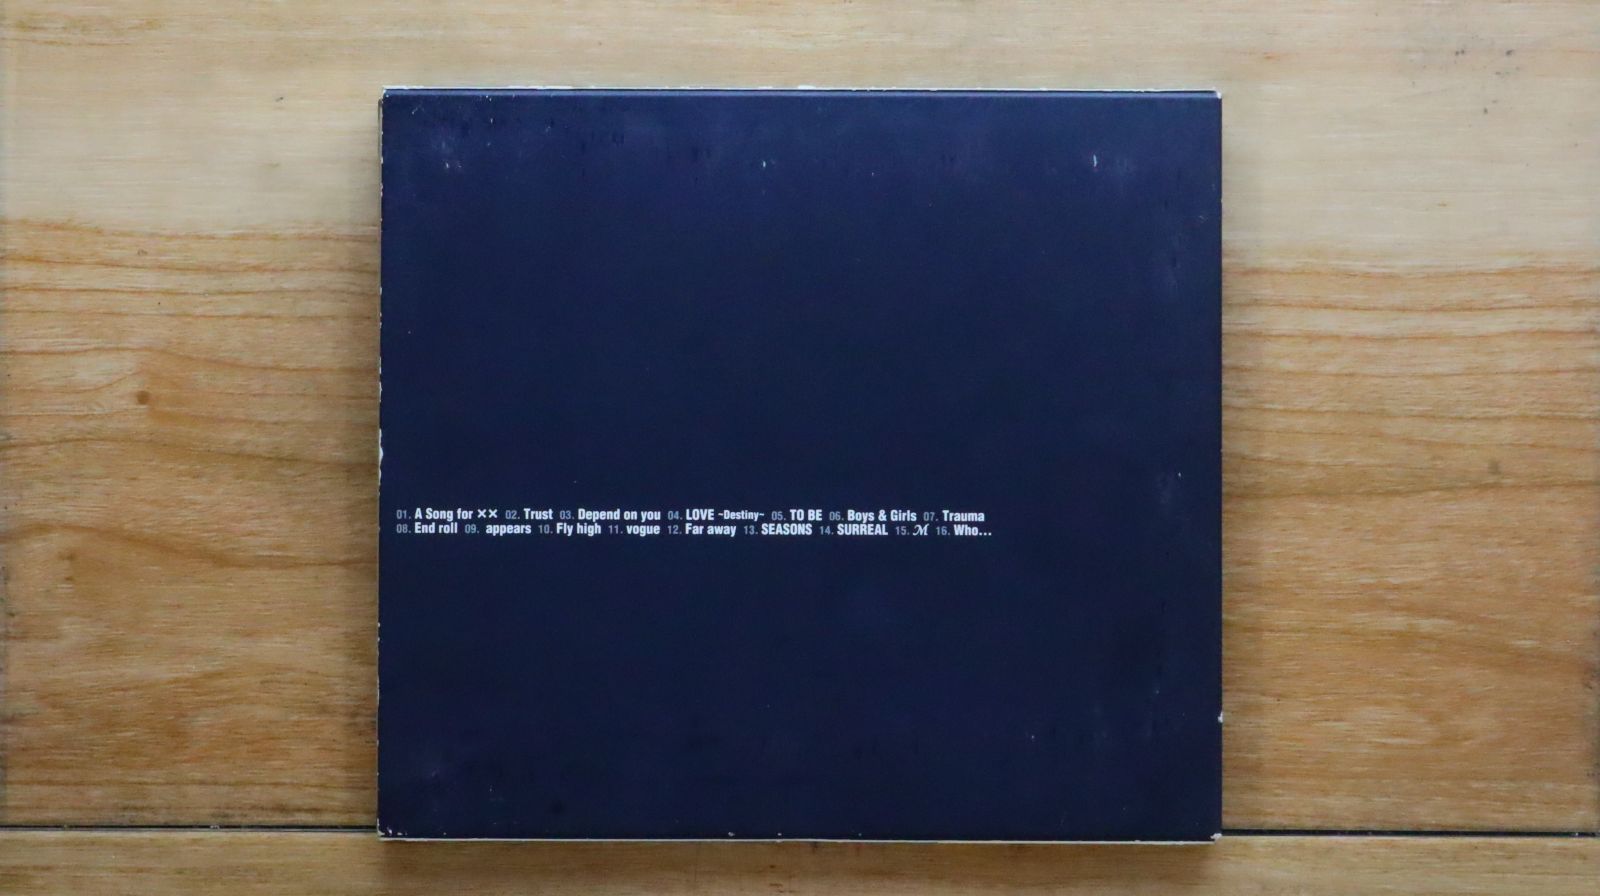 01. A Song for ×× 02. Trust 03. Depend on you 04. LOVE ~Destiny~ 05. TO BE 06. Boys & Girls 07. Trauma
08. End roll 09. appears 10. Fly high 11. vogue 12. Far away 13. SEASONS 14. SURREAL 15. M 16. Who...